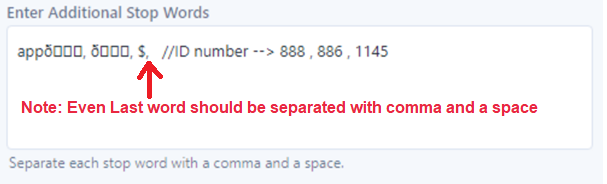 Enter Additional Stop Words
appð□□□, ð□□□, $, //ID number --> 888 , 886 , 1145
Note: Even Last word should be separated with comma and a space
Separate each stop word with a comma and a space.